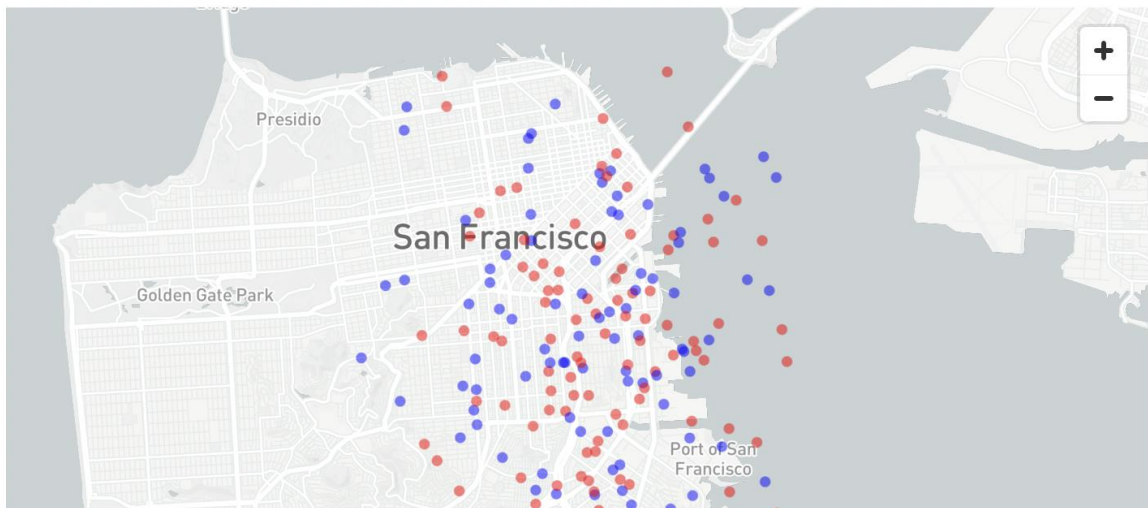 +
Presidio
−
San Francisco
Golden Gate Park
Port of San
Francisco